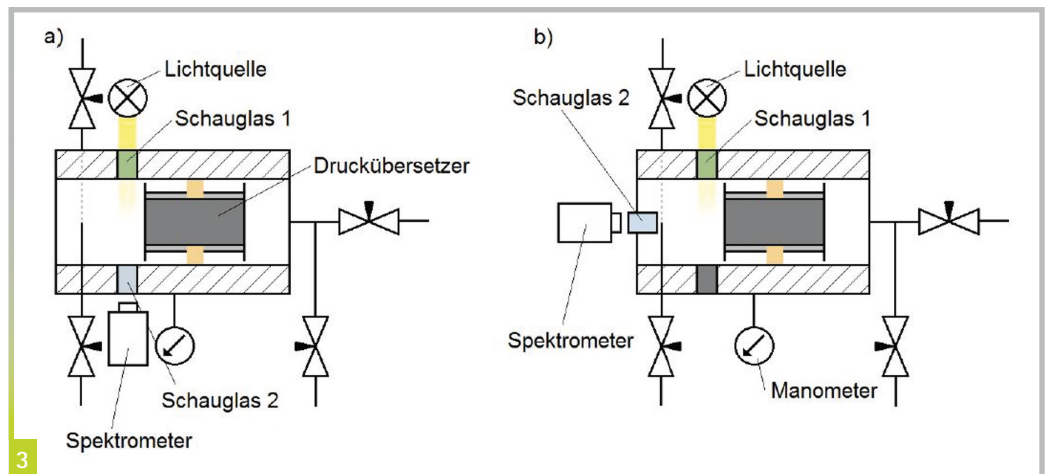 a)
Lichtquelle
Schauglas 1
Druckübersetzer
Schauglas 2
Spektrometer
b)
Lichtquelle
Schauglas 2
Schauglas 1
Spektrometer
Manometer
3